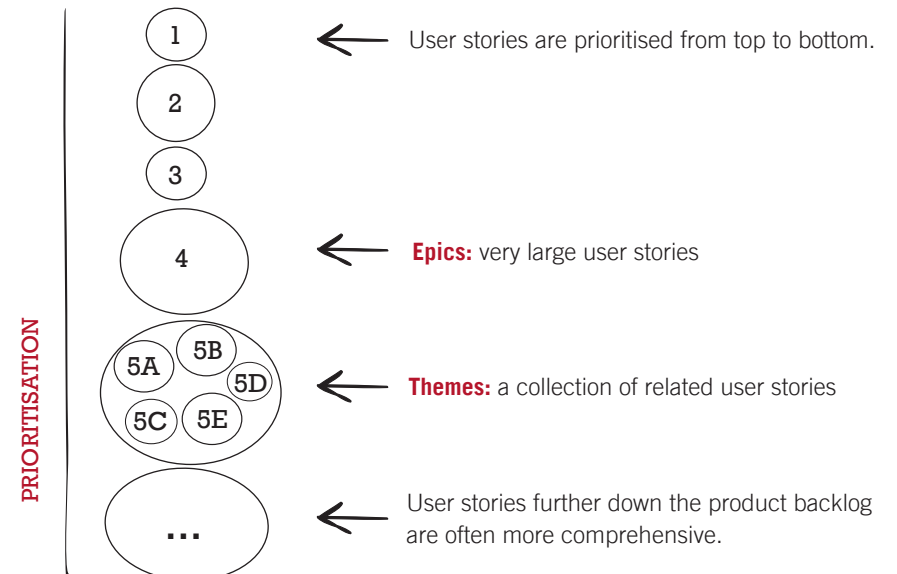 1
User stories are prioritised from top to bottom.
2
3
4
Epics: very large user stories
PRIORITISATION
5A
5B
5D
5C
5E
Themes: a collection of related user stories
...
User stories further down the product backlog
are often more comprehensive.